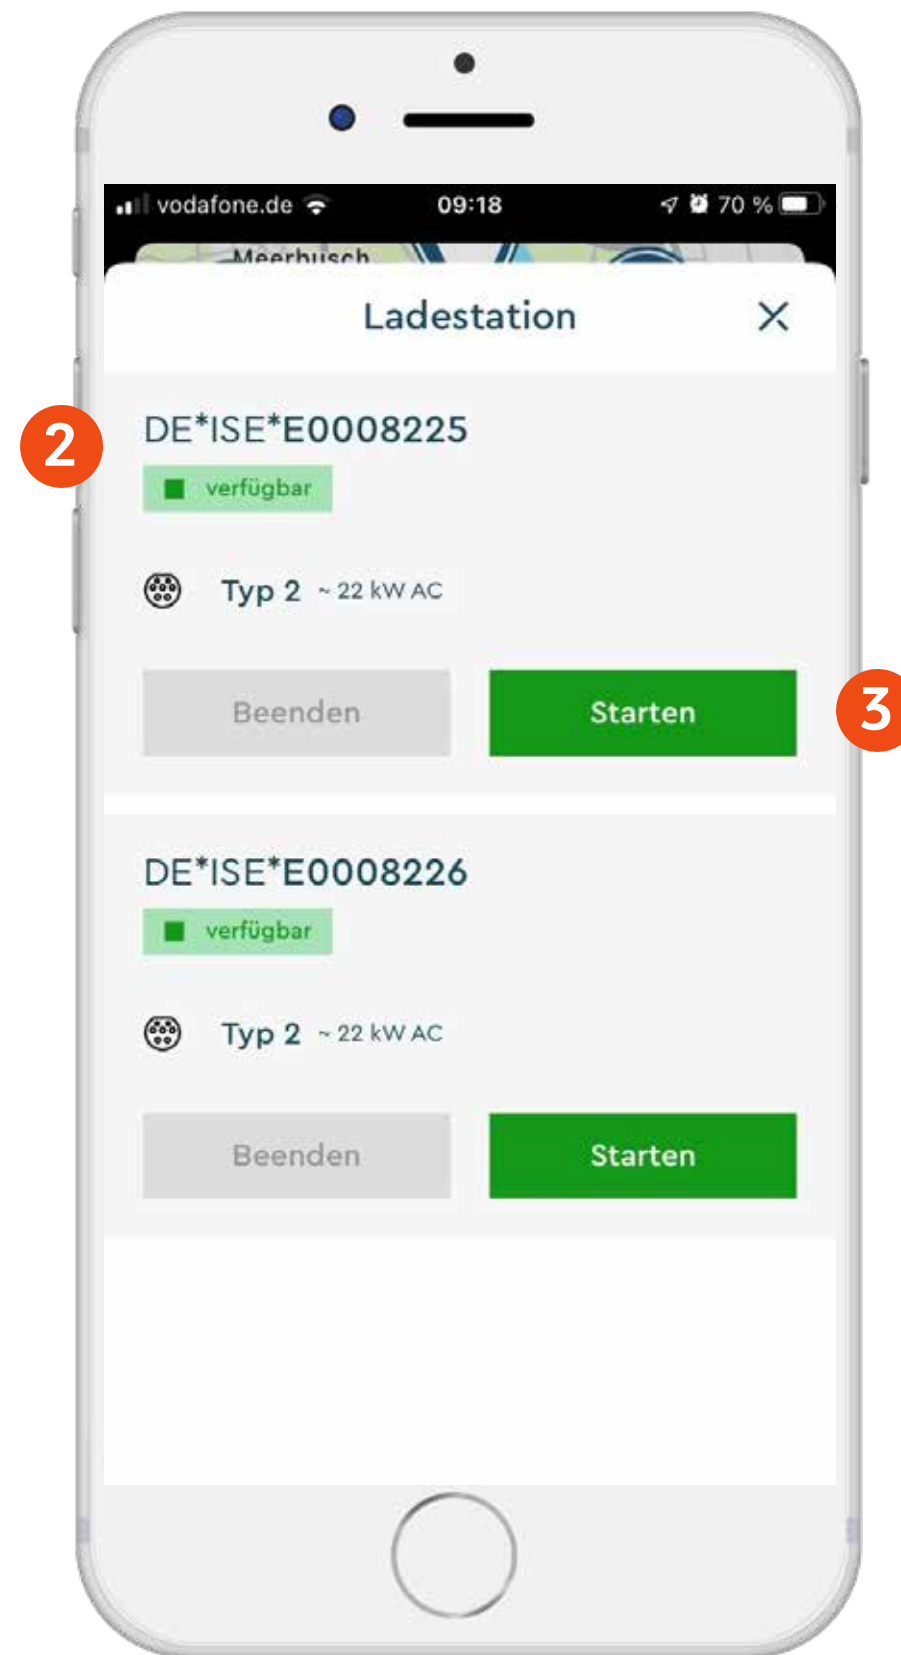 vodafone.de 09:18 70 %
Meerbusch
Ladestation
2
DE*ISE*E0008225
verfügbar
Typ 2 ~ 22 kW AC
Beenden Starten
3
DE*ISE*E0008226
verfügbar
Typ 2 ~ 22 kW AC
Beenden Starten